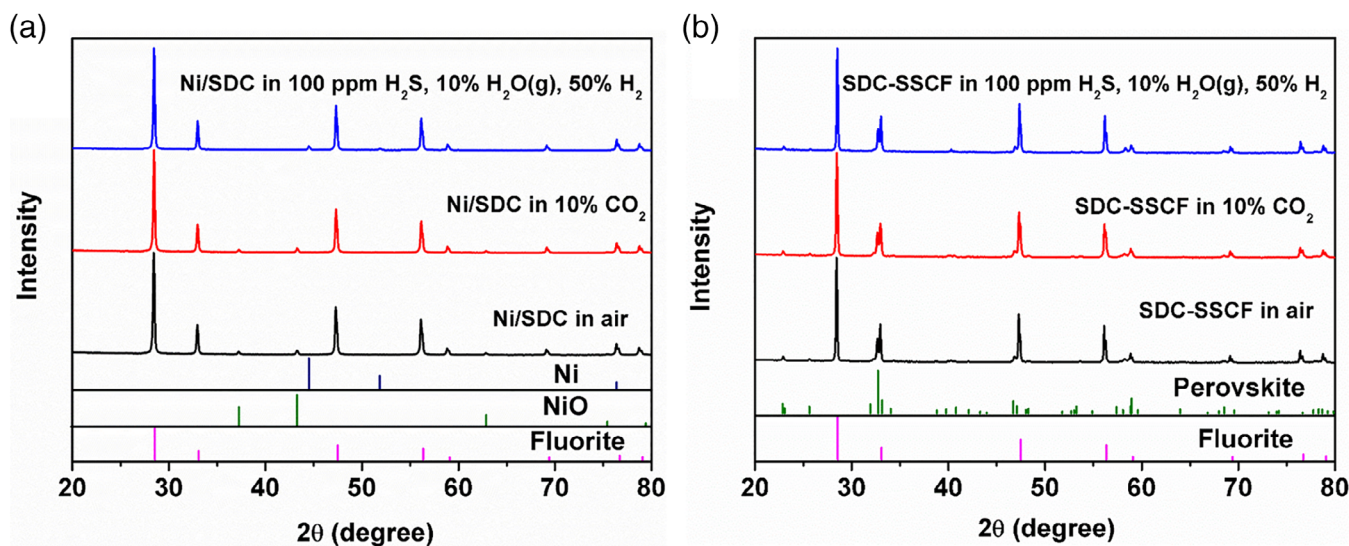 (a)
Ni/SDC in 100 ppm H₂S, 10% H₂O(g), 50% H₂
Ni/SDC in 10% CO₂
Ni/SDC in air
Ni
NiO
Fluorite
Intensity
20 30 40 50 60 70 80
2θ (degree)
(b)
SDC-SSCF in 100 ppm H₂S, 10% H₂O(g), 50% H₂
SDC-SSCF in 10% CO₂
SDC-SSCF in air
Perovskite
Fluorite
Intensity
20 30 40 50 60 70 80
2θ (degree)